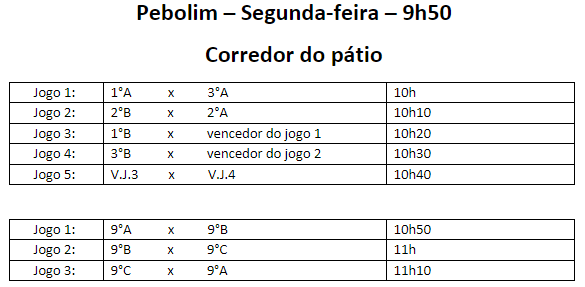 Pebolim – Segunda-feira – 9h50
Corredor do pátio
Jogo 1: 1°A x 3°A 10h
Jogo 2: 2°B x 2°A 10h10
Jogo 3: 1°B x vencedor do jogo 1 10h20
Jogo 4: 3°B x vencedor do jogo 2 10h30
Jogo 5: V.J.3 x V.J.4 10h40
Jogo 1: 9°A x 9°B 10h50
Jogo 2: 9°B x 9°C 11h
Jogo 3: 9°C x 9°A 11h10